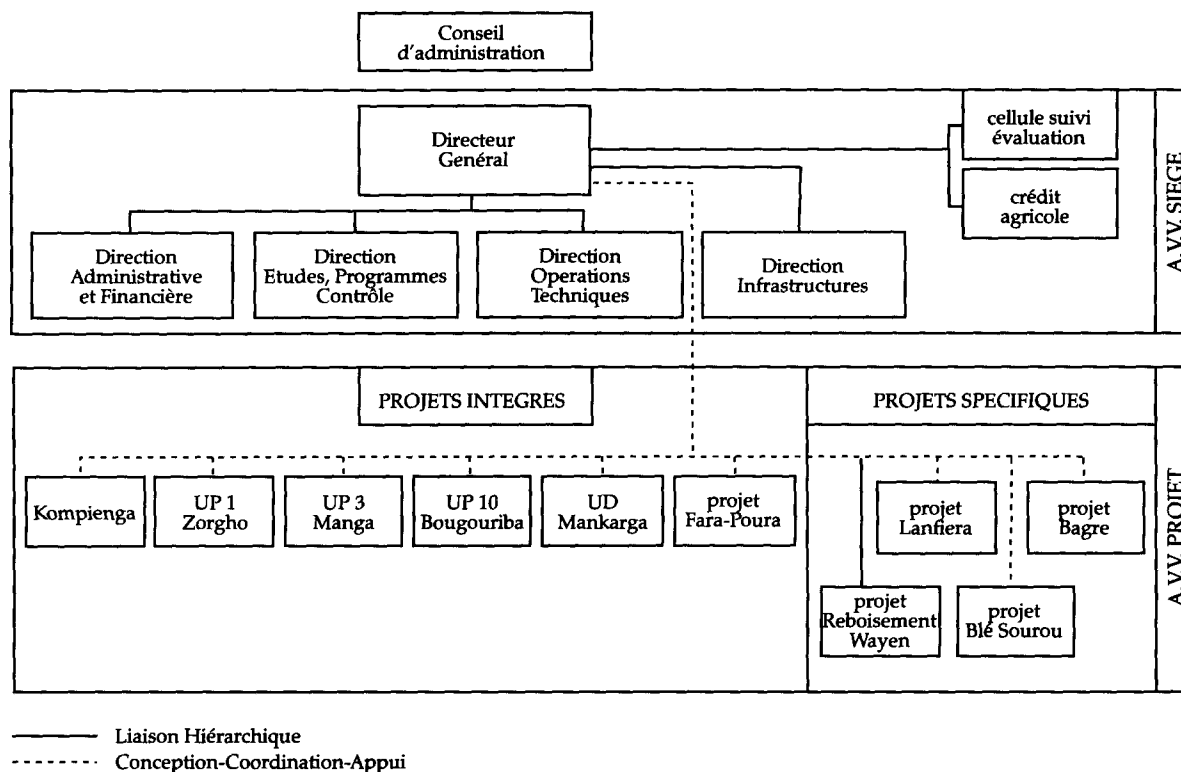 Conseil
d'administration
Directeur
Genéral
cellule suivi
évaluation
crédit
agricole
A.V.V. SIEGE
Direction
Administrative
et Financière
Direction
Etudes, Programmes
Contrôle
Direction
Operations
Techniques
Direction
Infrastructures
PROJETS INTEGRES
PROJETS SPECIFIQUES
A.V.V. PROJET
Kompienga
UP 1
Zorgho
UP 3
Manga
UP 10
Bougouriba
UD
Mankarga
projet
Fara-Poura
projet
Lanfiera
projet
Bagre
projet
Reboisement
Wayen
projet
Blé Sourou
Liaison Hiérarchique
Conception-Coordination-Appui